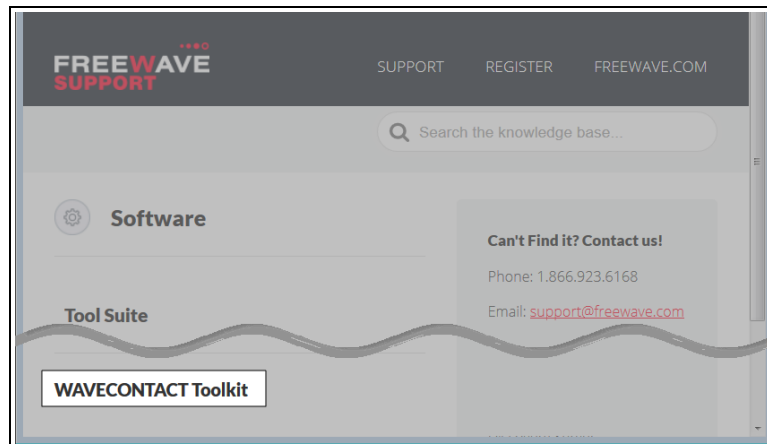 FREEWAVE
SUPPORT
SUPPORT REGISTER FREEWAVE.COM
Search the knowledge base...
Software
Can't Find it? Contact us!
Phone: 1.866.923.6168
Email: support@freewave.com
Tool Suite
WAVECONTACT Toolkit